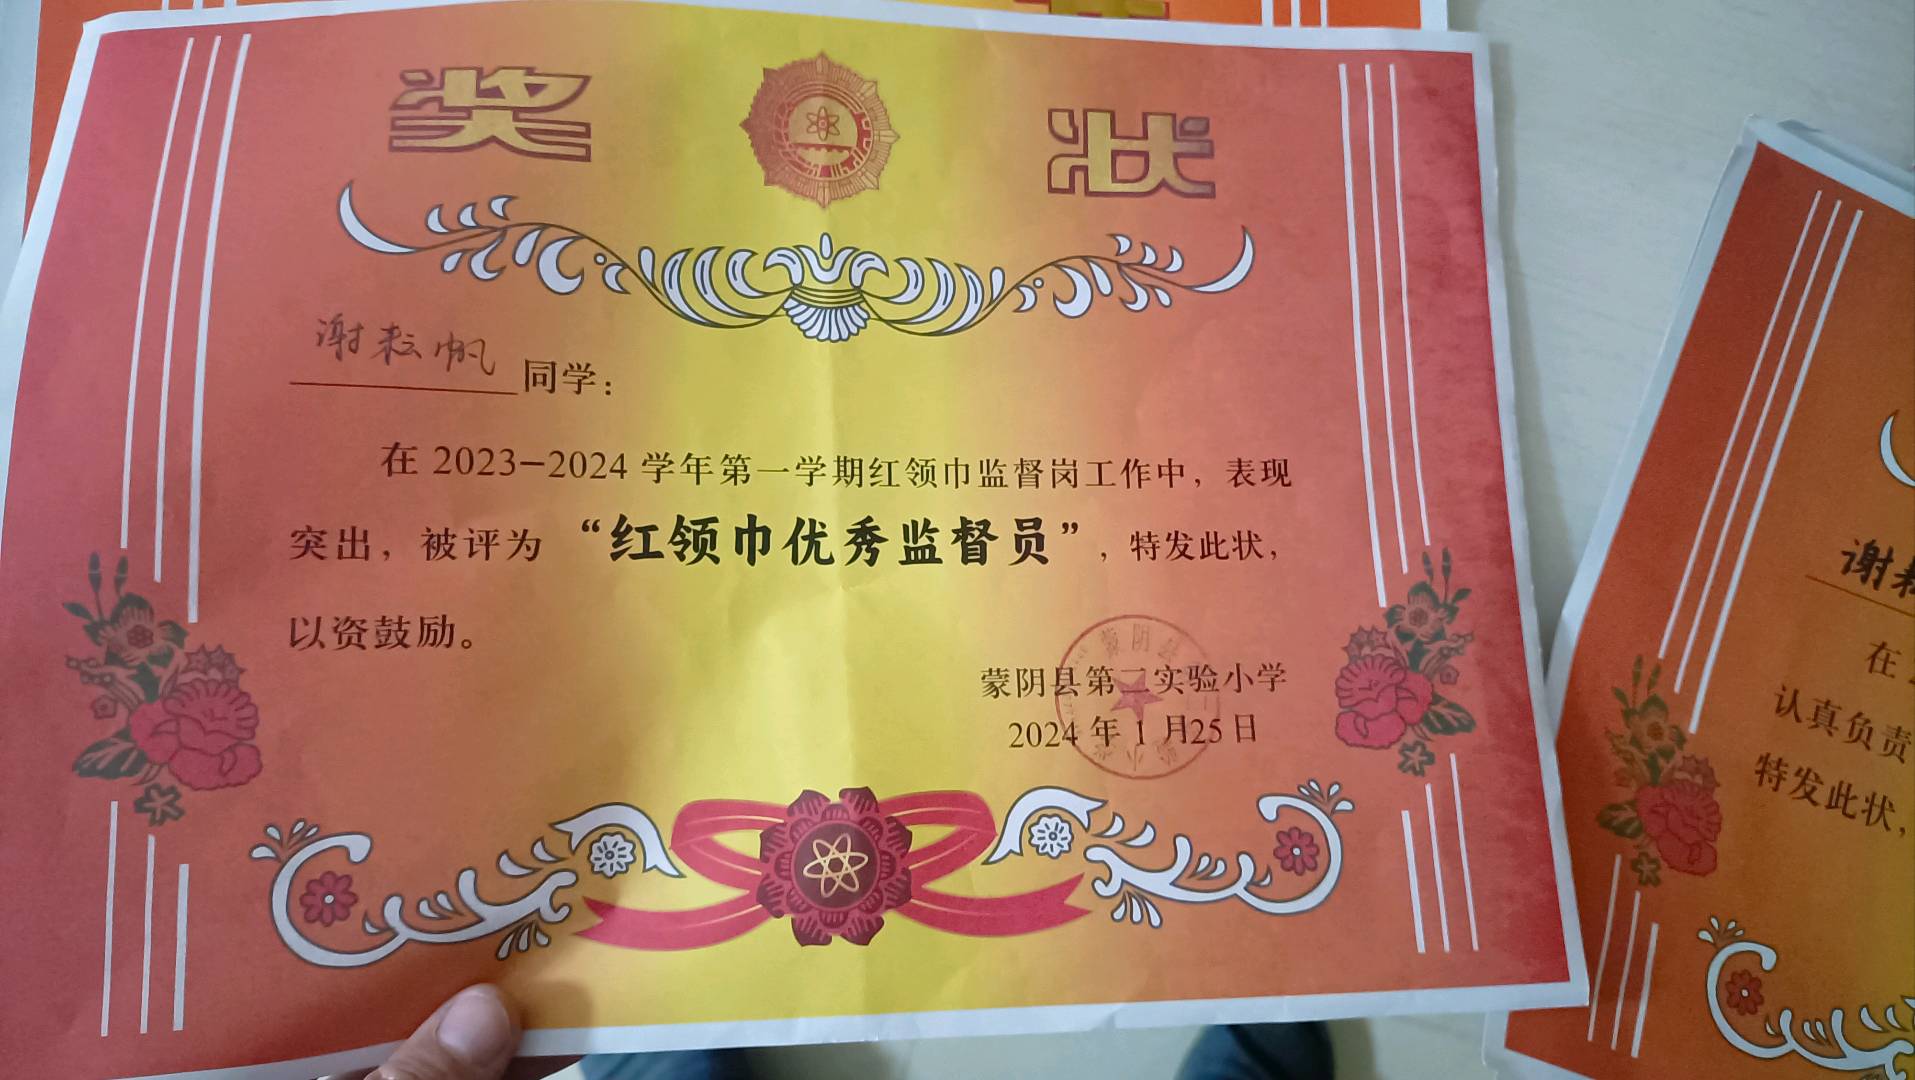 奖 状
谢耘帆 同学：
在 2023-2024 学年第一学期红领巾监督岗工作中，表现
突出，被评为 “红领巾优秀监督员”，特发此状，
以资鼓励。
蒙阴县第二实验小学
2024 年 1 月25 日
谢耘
在
认真负责
特发此状，